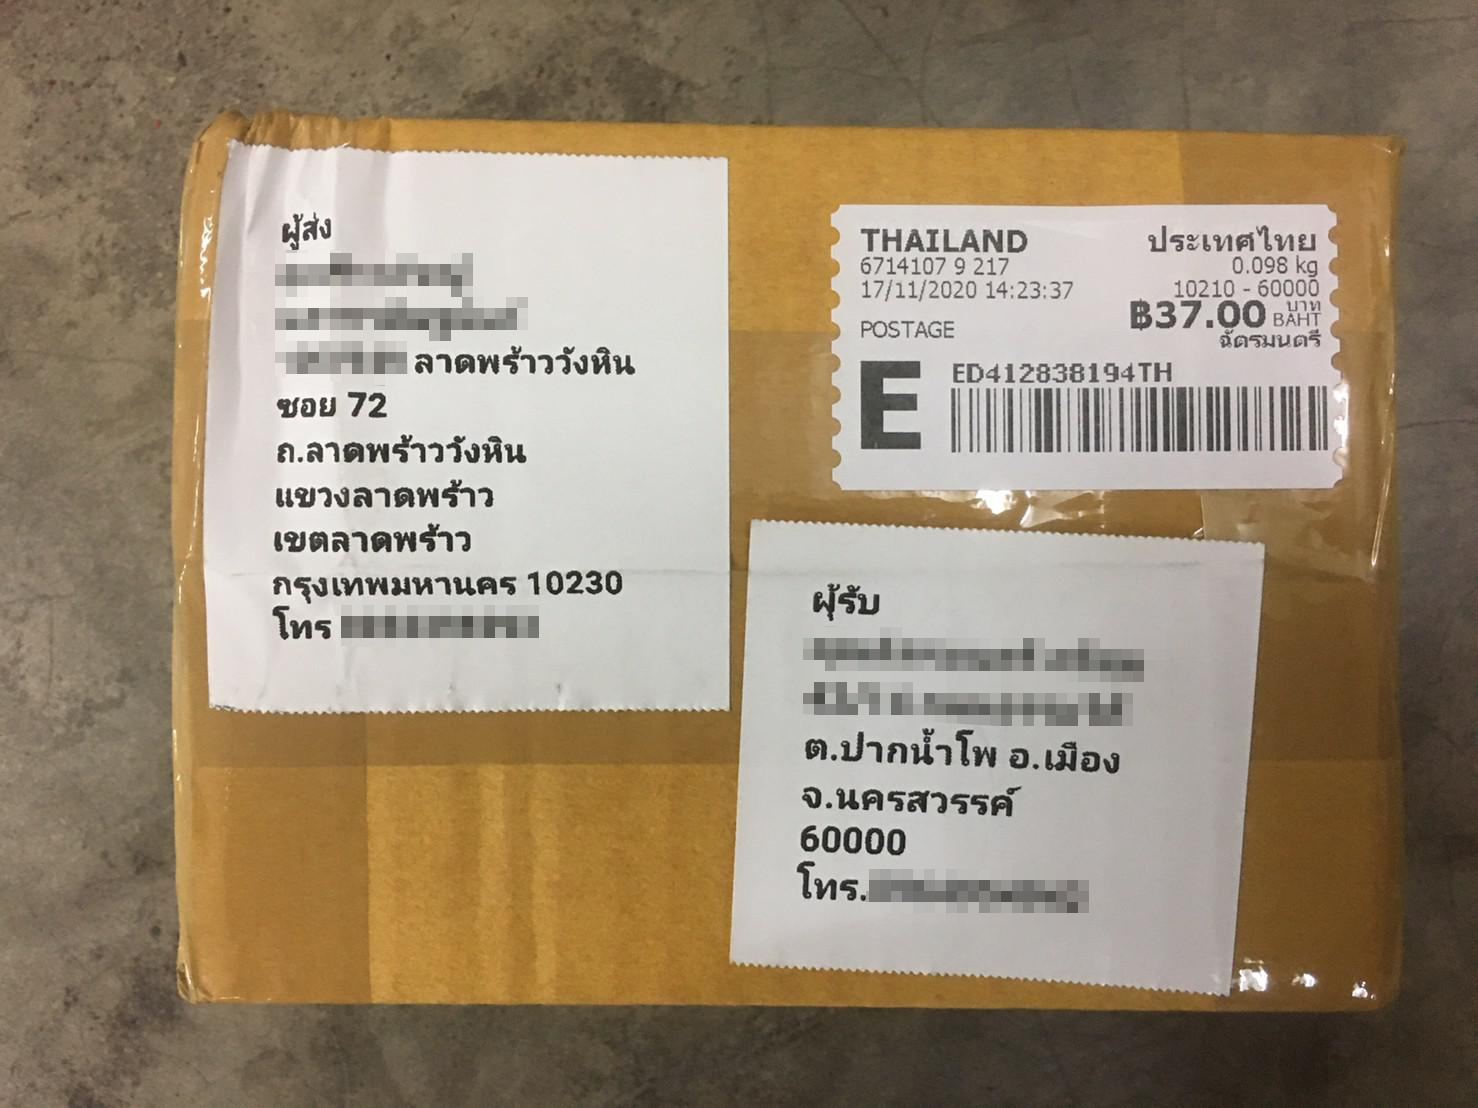 ผู้ส่ง
ลาดพร้าววังหิน
ซอย 72
ถ.ลาดพร้าววังหิน
แขวงลาดพร้าว
เขตลาดพร้าว
กรุงเทพมหานคร 10230
โทร
THAILAND ประเทศไทย
6714107 9 217 0.098 kg
17/11/2020 14:23:37 10210 - 60000
฿37.00 บาท BAHT
POSTAGE ฉัตรมนตรี
E ED412838194TH
ผุ้รับ
ต.ปากน้ำโพ อ.เมือง
จ.นครสวรรค์
60000
โทร.